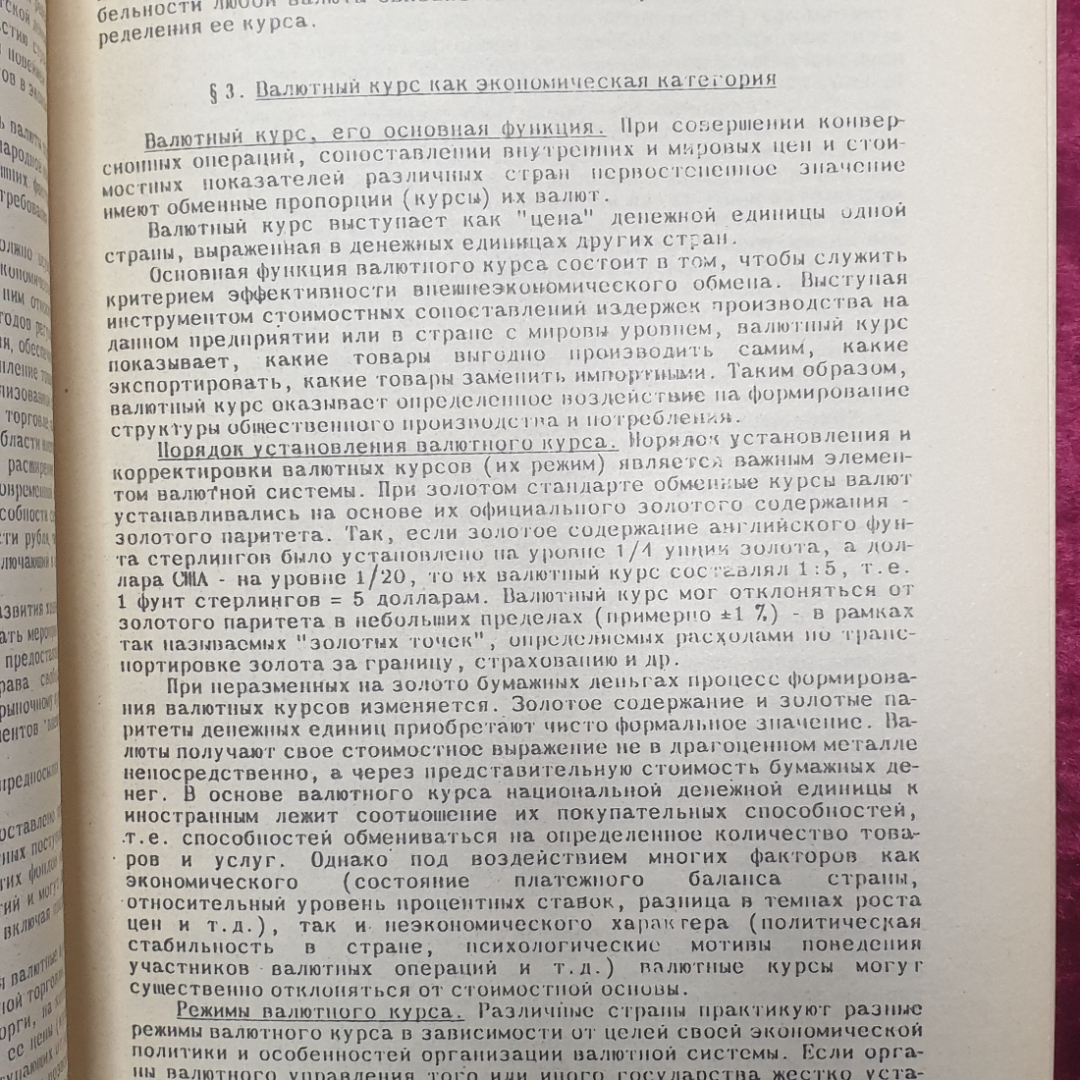 бельности любой валюты
ределения ее курса.
§ 3. Валютный курс как экономическая категория
Валютный курс, его основная функция. При совершении конвер-
сионных операций, сопоставлении внутренних и мировых цен и стои-
мостных показателей различных стран первостепенное значение
имеют обменные пропорции (курсы) их валют.
Валютный курс выступает как "цена" денежной единицы одной
страны, выраженная в денежных единицах других стран.
Основная функция валютного курса состоит в том, чтобы служить
критерием эффективности внешнеэкономического обмена. Выступая
инструментом стоимостных сопоставлений издержек производства на
данном предприятии или в стране с мировы уровнем, валютный курс
показывает, какие товары выгодно производить самим, какие
экспортировать, какие товары заменить импортными. Таким образом,
валютный курс оказывает определенное воздействие на формирование
структуры общественного производства и потребления.
Порядок установления валютного курса. Порядок установления и
корректировки валютных курсов (их режим) является важным элемен-
том валютной системы. При золотом стандарте обменные курсы валют
устанавливались на основе их официального золотого содержания -
золотого паритета. Так, если золотое содержание английского фун-
та стерлингов было установлено на уровне 1/4 унции золота, а дол-
лара США - на уровне 1/20, то их валютный курс составлял 1:5, т.е.
1 фунт стерлингов = 5 долларам. Валютный курс мог отклоняться от
золотого паритета в небольших пределах (примерно ±1 %) - в рамках
так называемых "золотых точек", определяемых расходами по транс-
портировке золота за границу, страхованию и др.
При неразменных на золото бумажных деньгах процесс формирова-
ния валютных курсов изменяется. Золотое содержание и золотые па-
ритеты денежных единиц приобретают чисто формальное значение. Ва-
люты получают свое стоимостное выражение не в драгоценном металле
непосредственно, а через представительную стоимость бумажных де-
нег. В основе валютного курса национальной денежной единицы к
иностранным лежит соотношение их покупательных способностей,
т.е. способностей обмениваться на определенное количество това-
ров и услуг. Однако под воздействием многих факторов как
экономического (состояние платежного баланса страны,
относительный уровень процентных ставок, разница в темпах роста
цен и т.д.), так и неэкономического характера (политическая
стабильность в стране, психологические мотивы поведения
участников валютных операций и т.д.) валютные курсы могут
существенно отклоняться от стоимостной основы.
Режимы валютного курса. Различные страны практикуют разные
режимы валютного курса в зависимости от целей своей экономической
политики и особенностей организации валютной системы. Если орга-
ны валютного управления того или иного государства жестко уста-